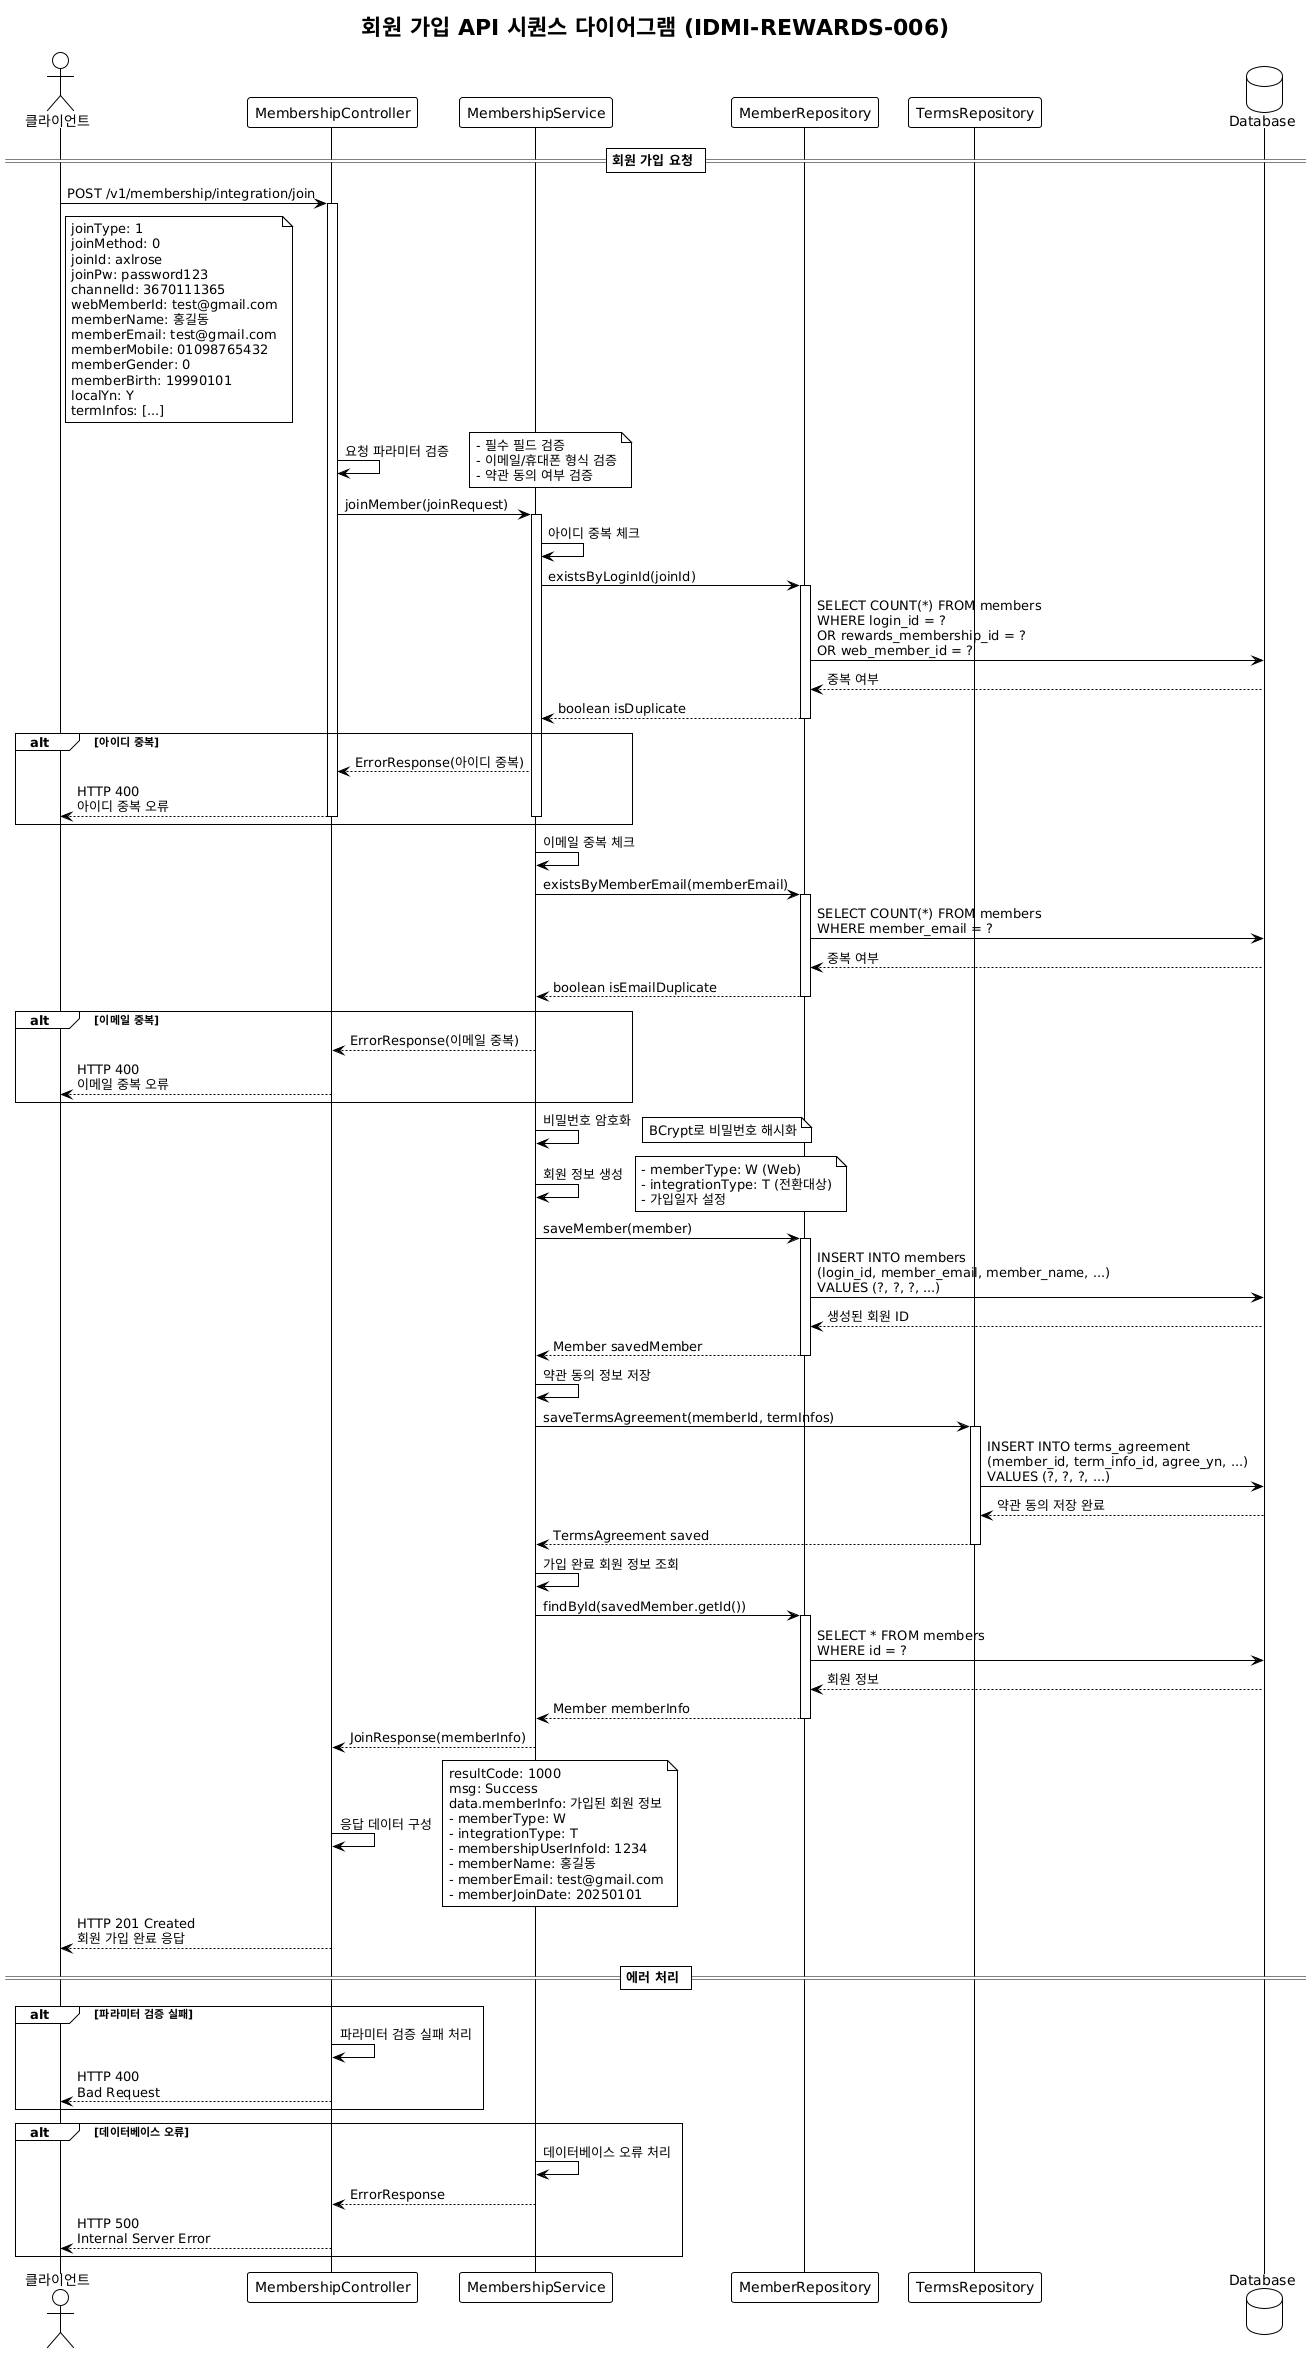 회원 가입 API 시퀀스 다이어그램 (IDMI-REWARDS-006)
클라이언트
MembershipController
MembershipService
MemberRepository
TermsRepository
Database
회원 가입 요청
POST /v1/membership/integration/join
joinType: 1
joinMethod: 0
joinId: axlrose
joinPw: password123
channelId: 3670111365
webMemberId: test@gmail.com
memberName: 홍길동
memberEmail: test@gmail.com
memberMobile: 01098765432
memberGender: 0
memberBirth: 19990101
localYn: Y
termInfos: [...]
요청 파라미터 검증
- 필수 필드 검증
- 이메일/휴대폰 형식 검증
- 약관 동의 여부 검증
joinMember(joinRequest)
아이디 중복 체크
existsByLoginId(joinId)
SELECT COUNT(*) FROM members
WHERE login_id = ?
OR rewards_membership_id = ?
OR web_member_id = ?
중복 여부
boolean isDuplicate
alt [아이디 중복]
ErrorResponse(아이디 중복)
HTTP 400
아이디 중복 오류
이메일 중복 체크
existsByMemberEmail(memberEmail)
SELECT COUNT(*) FROM members
WHERE member_email = ?
중복 여부
boolean isEmailDuplicate
alt [이메일 중복]
ErrorResponse(이메일 중복)
HTTP 400
이메일 중복 오류
비밀번호 암호화
BCrypt로 비밀번호 해시화
회원 정보 생성
- memberType: W (Web)
- integrationType: T (전환대상)
- 가입일자 설정
saveMember(member)
INSERT INTO members
(login_id, member_email, member_name, ...)
VALUES (?, ?, ?, ...)
생성된 회원 ID
Member savedMember
약관 동의 정보 저장
saveTermsAgreement(memberId, termInfos)
INSERT INTO terms_agreement
(member_id, term_info_id, agree_yn, ...)
VALUES (?, ?, ?, ...)
약관 동의 저장 완료
TermsAgreement saved
가입 완료 회원 정보 조회
findById(savedMember.getId())
SELECT * FROM members
WHERE id = ?
회원 정보
Member memberInfo
JoinResponse(memberInfo)
응답 데이터 구성
resultCode: 1000
msg: Success
data.memberInfo: 가입된 회원 정보
- memberType: W
- integrationType: T
- membershipUserInfoId: 1234
- memberName: 홍길동
- memberEmail: test@gmail.com
- memberJoinDate: 20250101
HTTP 201 Created
회원 가입 완료 응답
에러 처리
alt [파라미터 검증 실패]
파라미터 검증 실패 처리
HTTP 400
Bad Request
alt [데이터베이스 오류]
데이터베이스 오류 처리
ErrorResponse
HTTP 500
Internal Server Error
클라이언트
MembershipController
MembershipService
MemberRepository
TermsRepository
Database